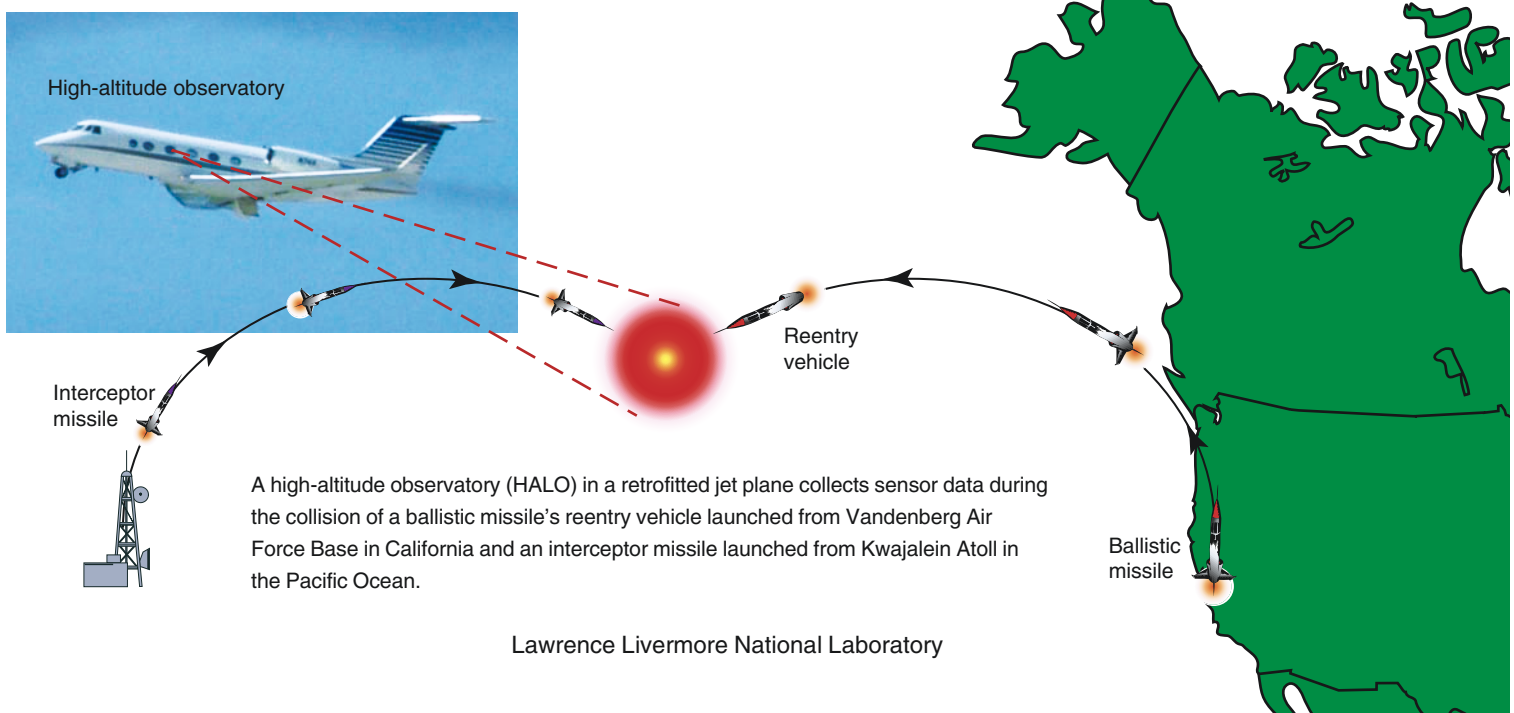 High-altitude observatory
Interceptor
missile
Reentry
vehicle
A high-altitude observatory (HALO) in a retrofitted jet plane collects sensor data during
the collision of a ballistic missile's reentry vehicle launched from Vandenberg Air
Force Base in California and an interceptor missile launched from Kwajalein Atoll in
the Pacific Ocean.
Ballistic
missile
Lawrence Livermore National Laboratory